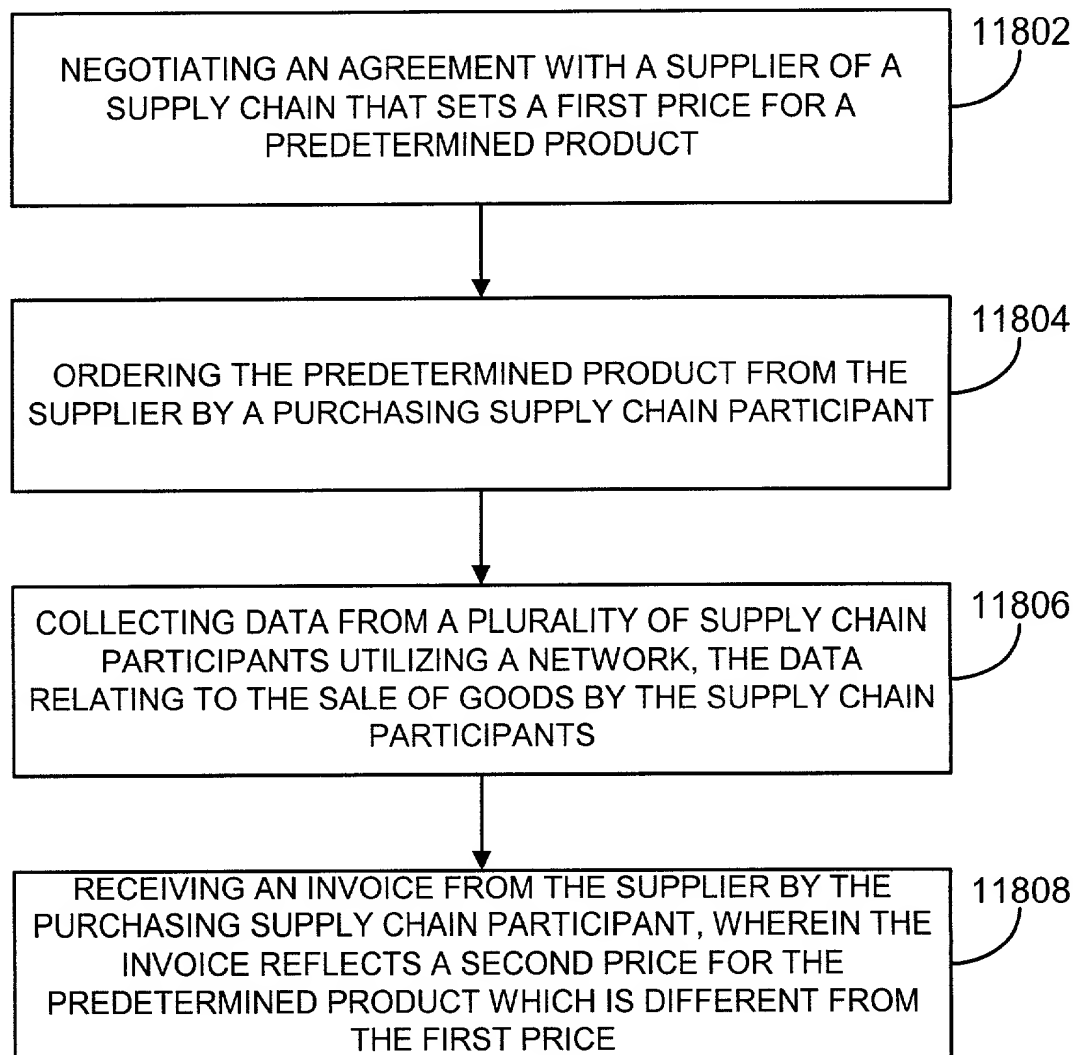 11802
NEGOTIATING AN AGREEMENT WITH A SUPPLIER OF A
SUPPLY CHAIN THAT SETS A FIRST PRICE FOR A
PREDETERMINED PRODUCT
11804
ORDERING THE PREDETERMINED PRODUCT FROM THE
SUPPLIER BY A PURCHASING SUPPLY CHAIN PARTICIPANT
11806
COLLECTING DATA FROM A PLURALITY OF SUPPLY CHAIN
PARTICIPANTS UTILIZING A NETWORK, THE DATA
RELATING TO THE SALE OF GOODS BY THE SUPPLY CHAIN
PARTICIPANTS
11808
RECEIVING AN INVOICE FROM THE SUPPLIER BY THE
PURCHASING SUPPLY CHAIN PARTICIPANT, WHEREIN THE
INVOICE REFLECTS A SECOND PRICE FOR THE
PREDETERMINED PRODUCT WHICH IS DIFFERENT FROM
THE FIRST PRICE